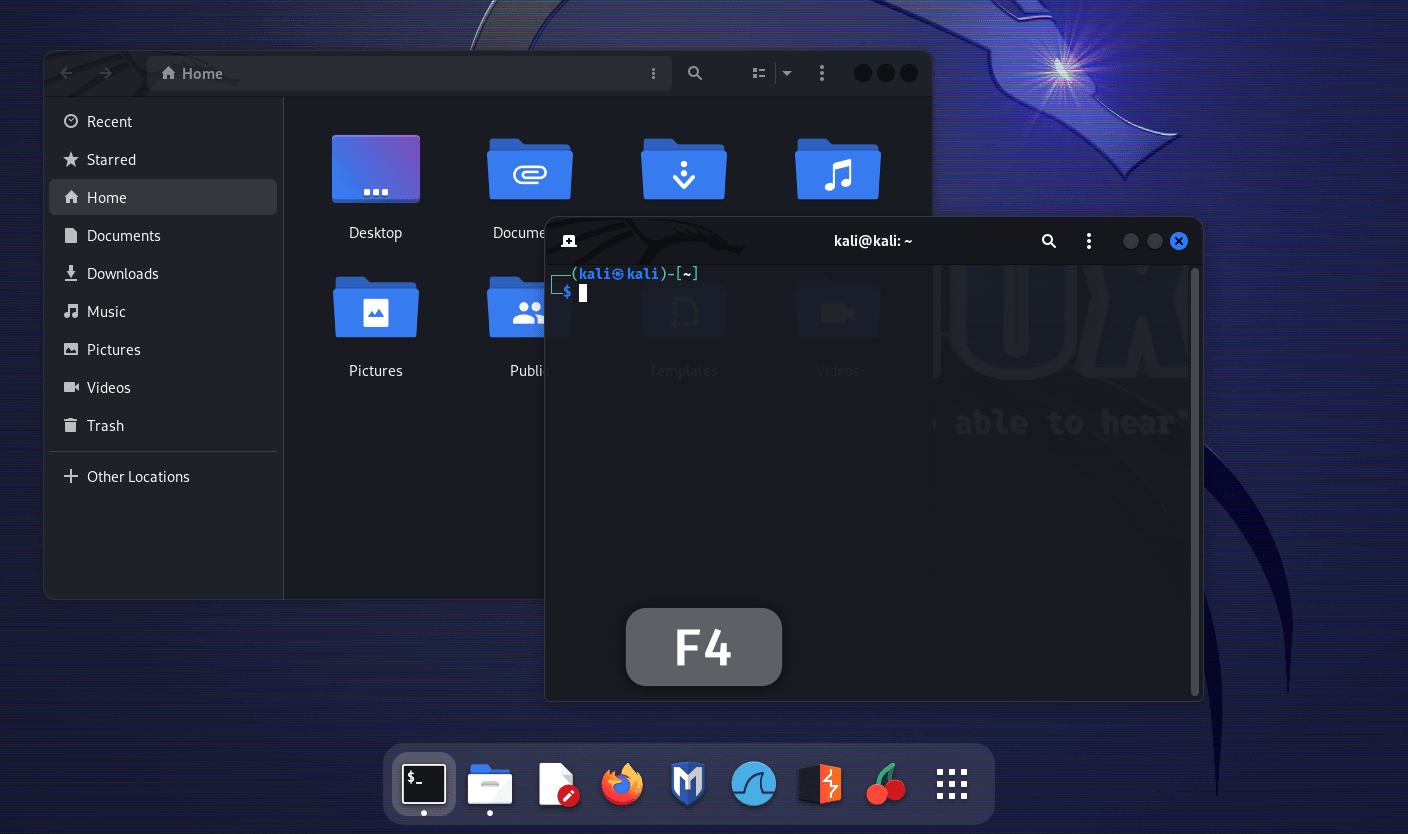 Home
Recent
Starred
Home
Documents
Downloads
Music
Pictures
Videos
Trash
Other Locations
Desktop
Docume
Pictures
Publi
Templates
Videos
kali@kali: ~
┌──(kali㉿kali)-[~]
└─$
UX
able to hear"
F4
$_